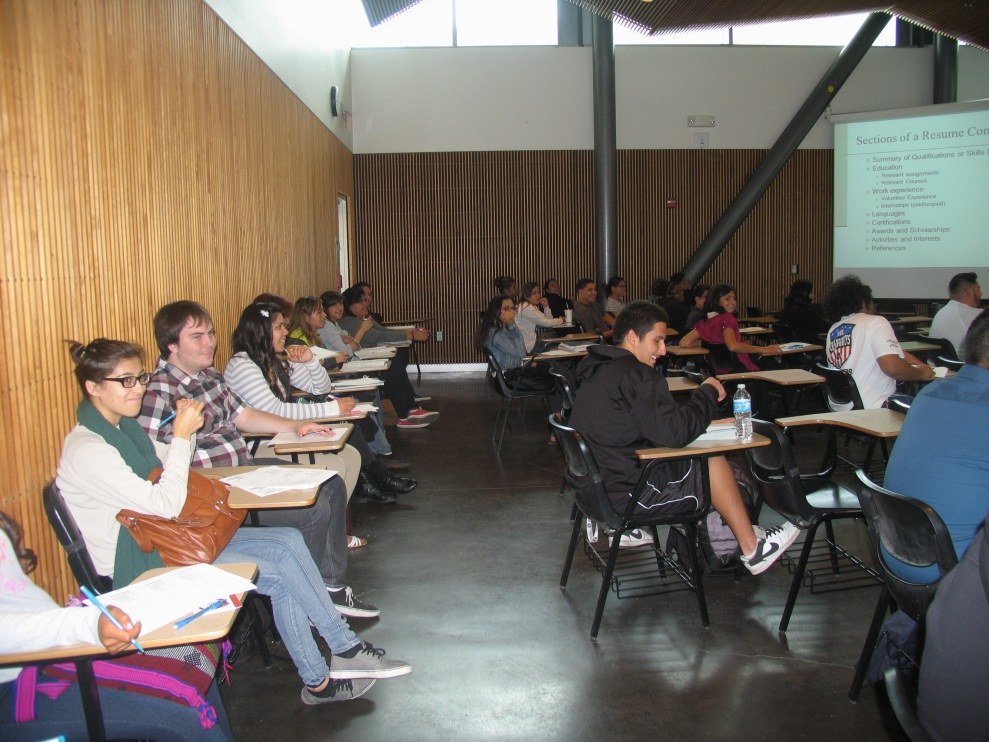 Sections of a Resume Con
Summary of Qualifications or Skills
Education
Relevant assignments
Relevant Courses
Work experience
Volunteer Experience
Internships (paid/unpaid)
Languages
Certifications
Awards and Scholarships
Activities and Interests
References